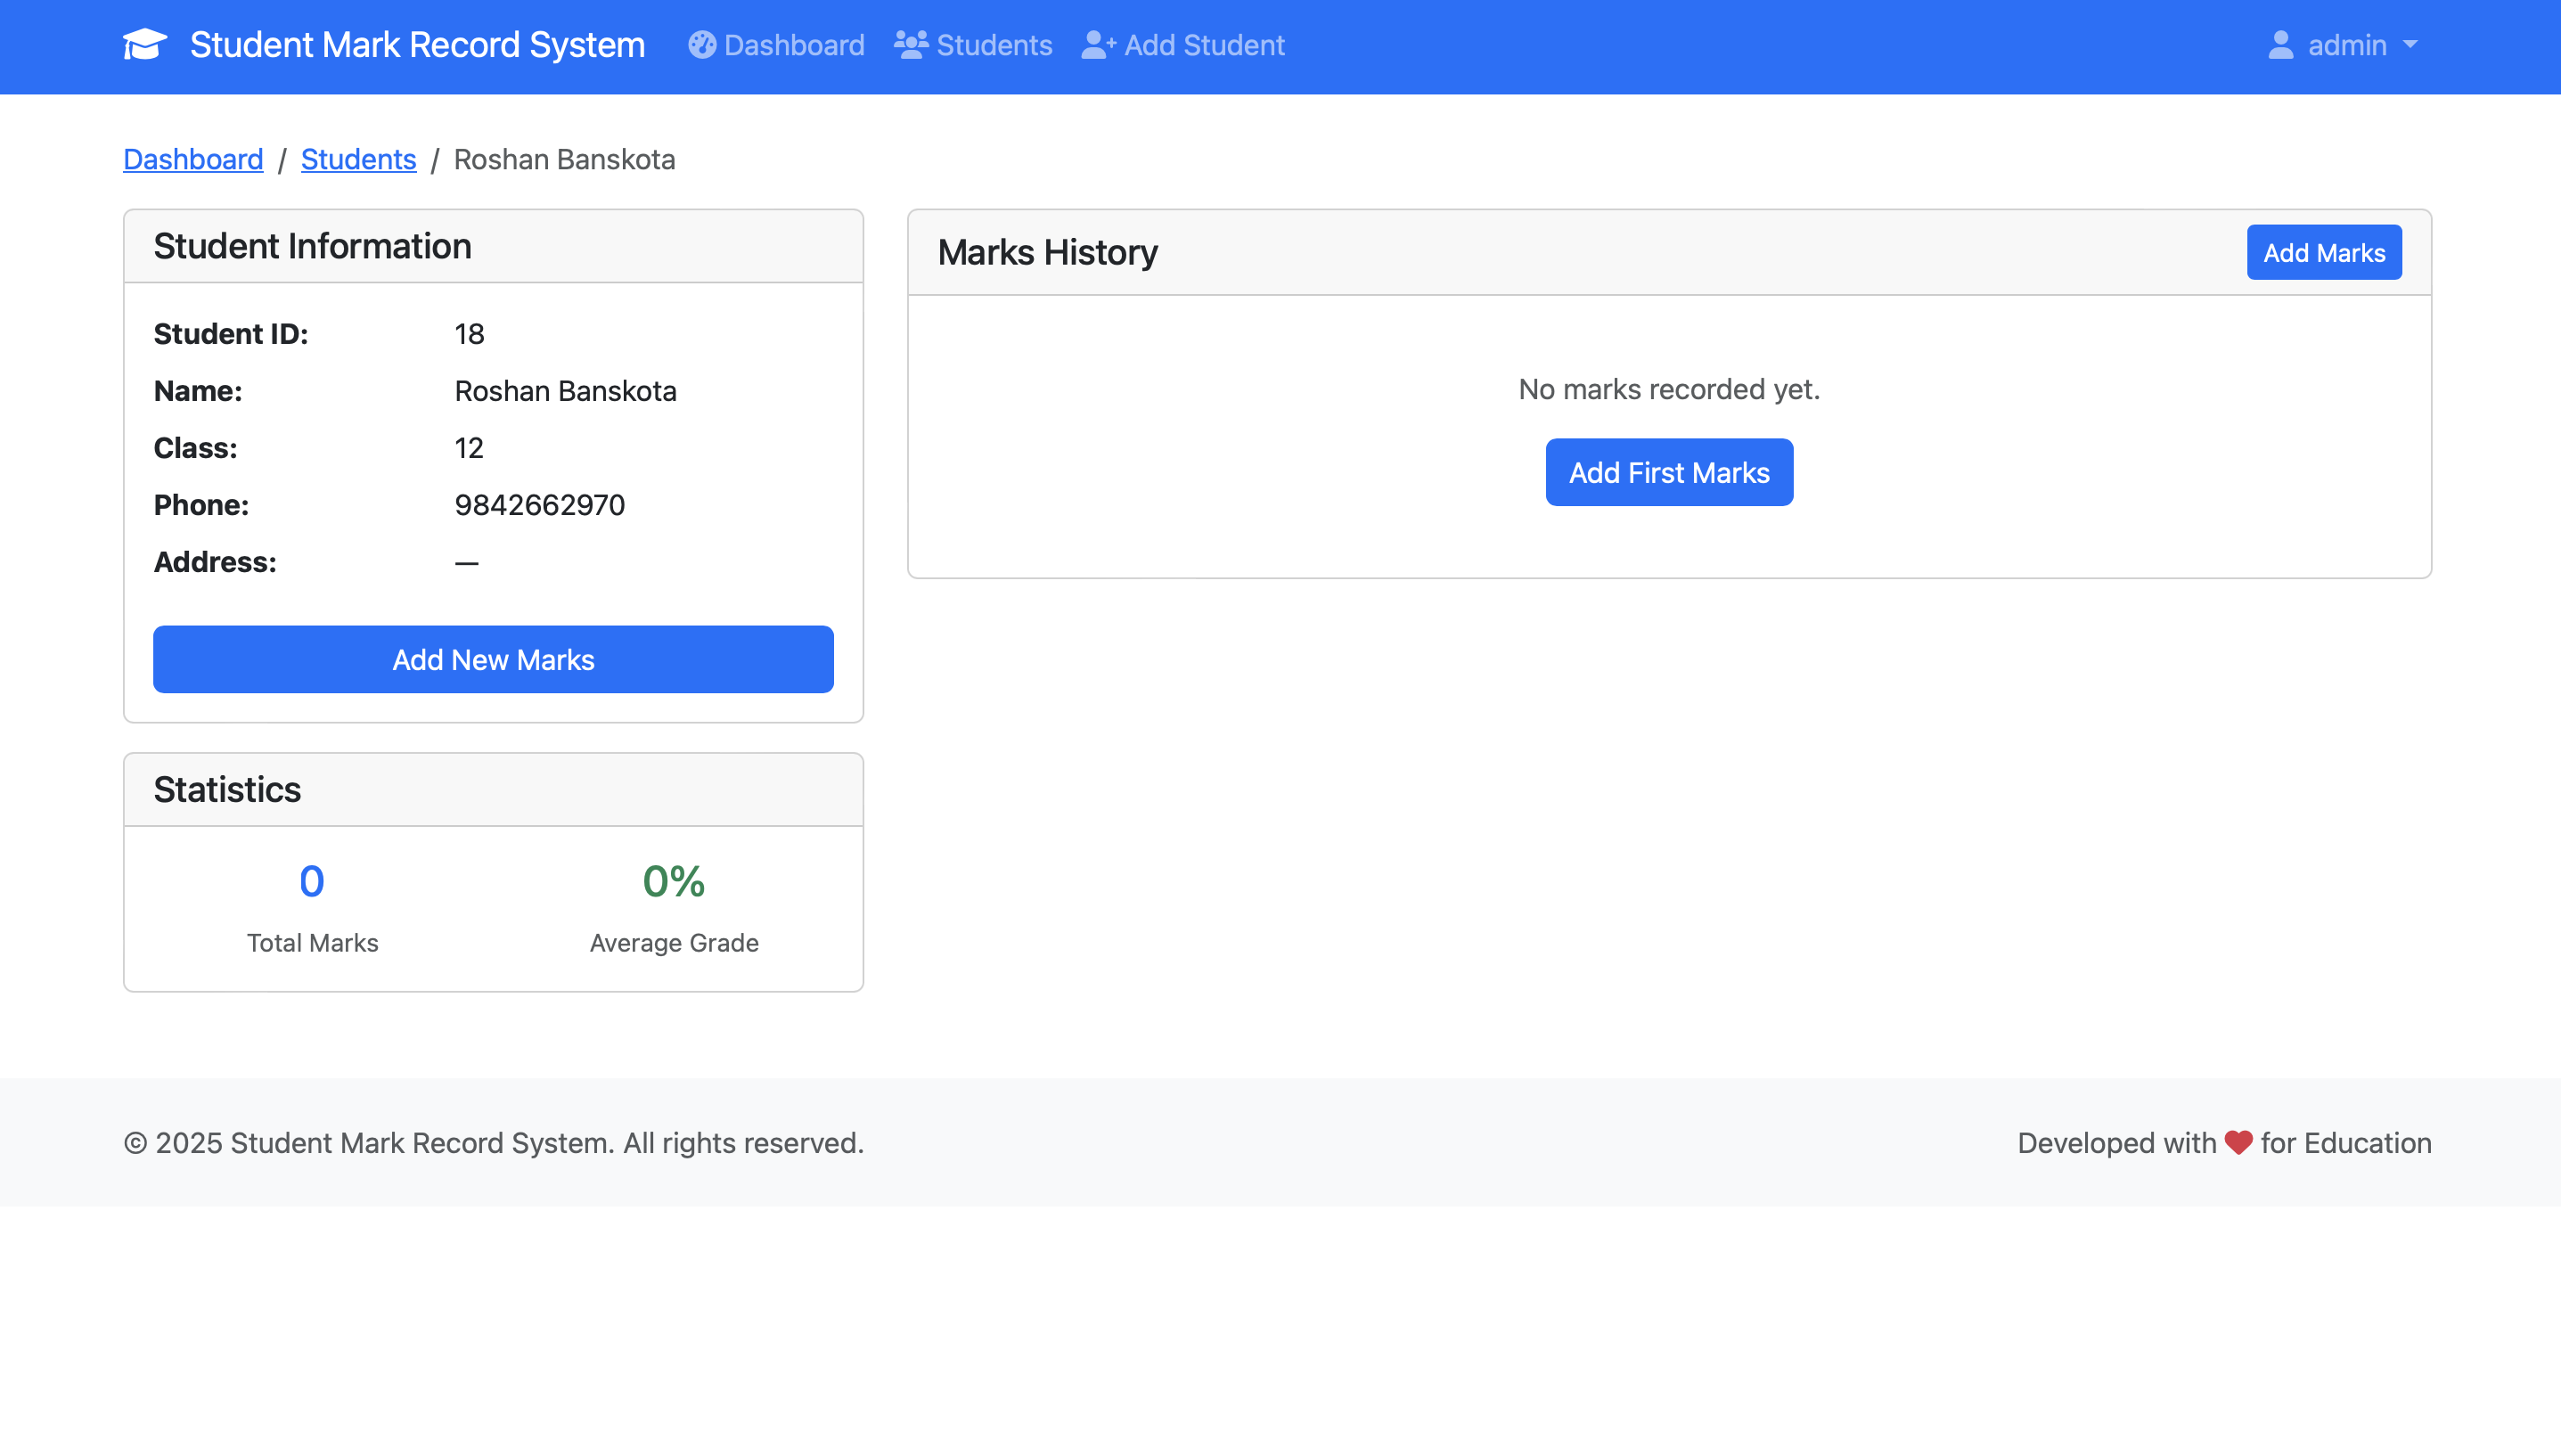 Student Mark Record System Dashboard Students Add Student admin
Dashboard / Students / Roshan Banskota
Student Information
Student ID: 18
Name: Roshan Banskota
Class: 12
Phone: 9842662970
Address: —
Add New Marks
Statistics
0 0%
Total Marks Average Grade
Marks History Add Marks
No marks recorded yet.
Add First Marks
© 2025 Student Mark Record System. All rights reserved. Developed with ❤ for Education